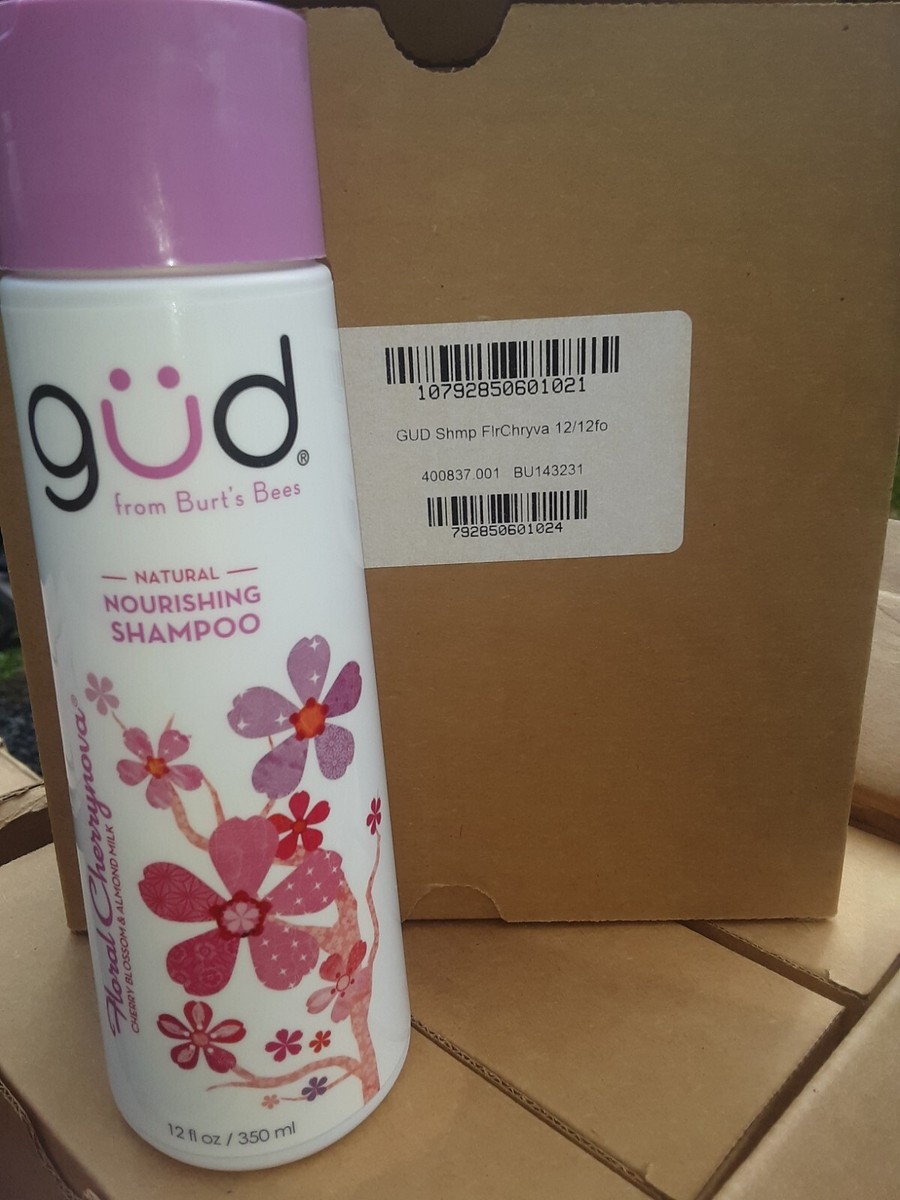 güd®
from Burt's Bees
NATURAL
NOURISHING
SHAMPOO
Floral Cherrynova®
CHERRY BLOSSOM & ALMOND MILK
12 fl oz / 350 ml
10792850601021
GUD Shmp F!rChryva 12/12fo
400837.001 BU143231
792850601024